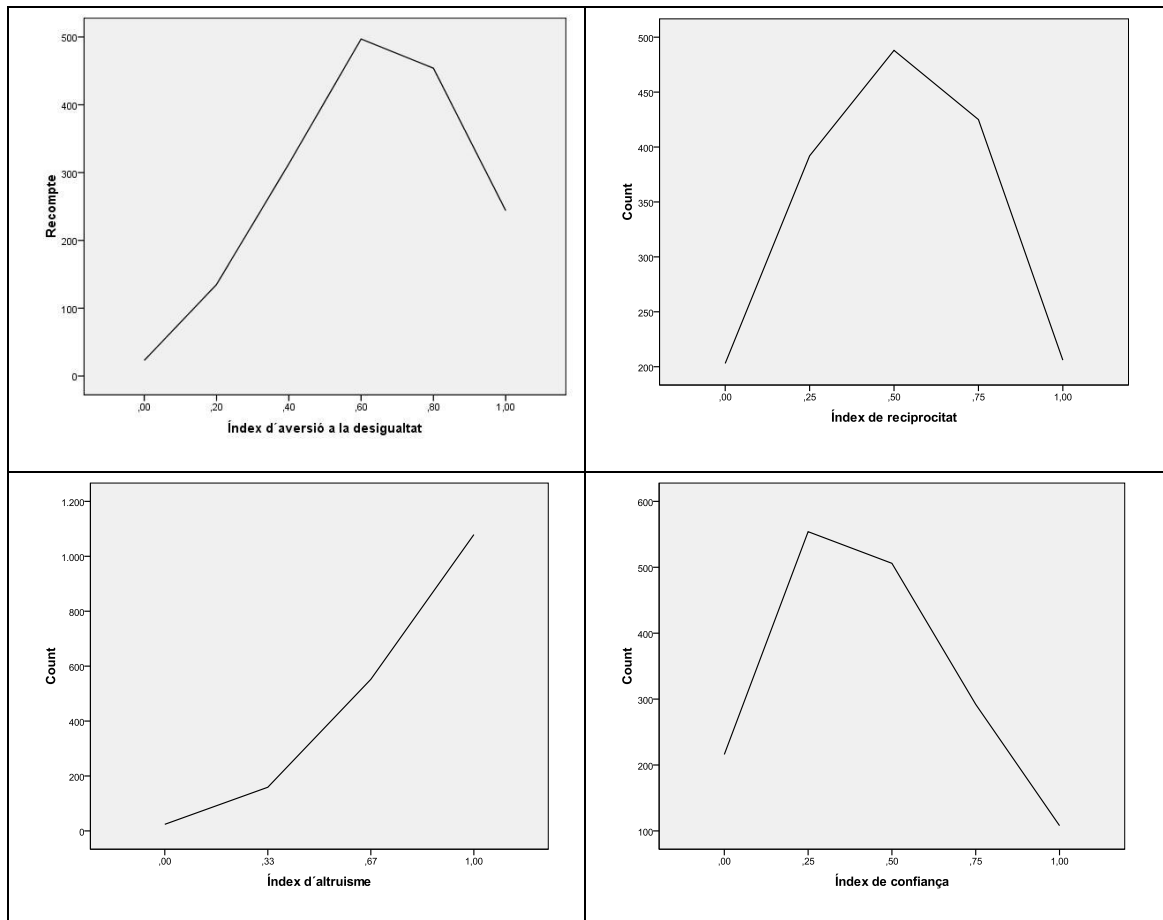 500
400
300
200
100
0
Recompte
,00 ,20 ,40 ,60 ,80 1,00
Índex d´aversió a la desigualtat
500
450
400
350
300
250
200
Count
,00 ,25 ,50 ,75 1,00
Índex de reciprocitat
1.200
1.000
800
600
400
200
0
Count
,00 ,33 ,67 1,00
Índex d´altruisme
600
500
400
300
200
100
Count
,00 ,25 ,50 ,75 1,00
Índex de confiança